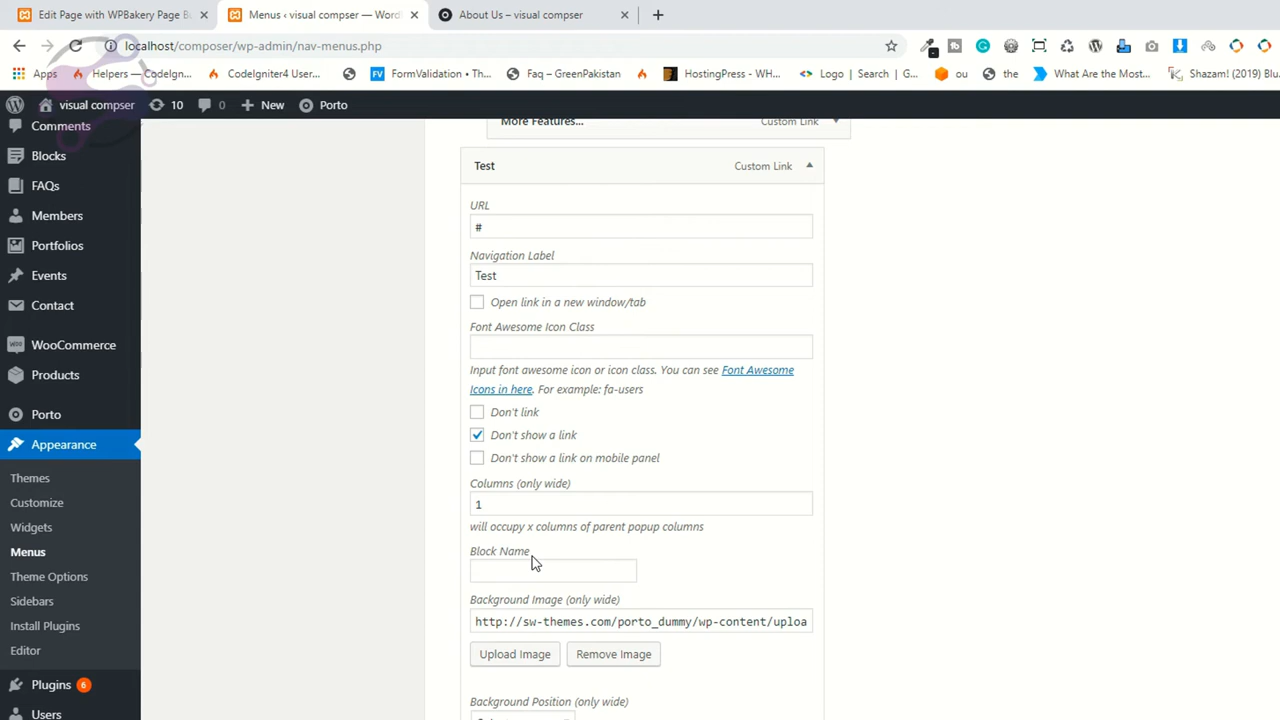 Edit Page with WPBakery Page Bu
Menus ‹ visual compser — Word
About Us – visual compser
localhost/composer/wp-admin/nav-menus.php
Apps
Helpers — CodeIgn...
CodeIgniter4 User...
FV
FormValidation • Th...
Faq – GreenPakistan
HostingPress - WH...
Logo | Search | G...
ou
the
What Are the Most...
Shazam! (2019) Blu...
visual compser
10
0
New
Porto
Comments
Blocks
FAQs
Members
Portfolios
Events
Contact
WooCommerce
Products
Porto
Appearance
Themes
Customize
Widgets
Menus
Theme Options
Sidebars
Install Plugins
Editor
Plugins 6
Users
More Features...
Custom Link
Test
Custom Link
URL
#
Navigation Label
Test
Open link in a new window/tab
Font Awesome Icon Class
Input font awesome icon or icon class. You can see Font Awesome
Icons in here. For example: fa-users
Don't link
Don't show a link
Don't show a link on mobile panel
Columns (only wide)
1
will occupy x columns of parent popup columns
Block Name
Background Image (only wide)
http://sw-themes.com/porto_dummy/wp-content/uploa
Upload Image
Remove Image
Background Position (only wide)